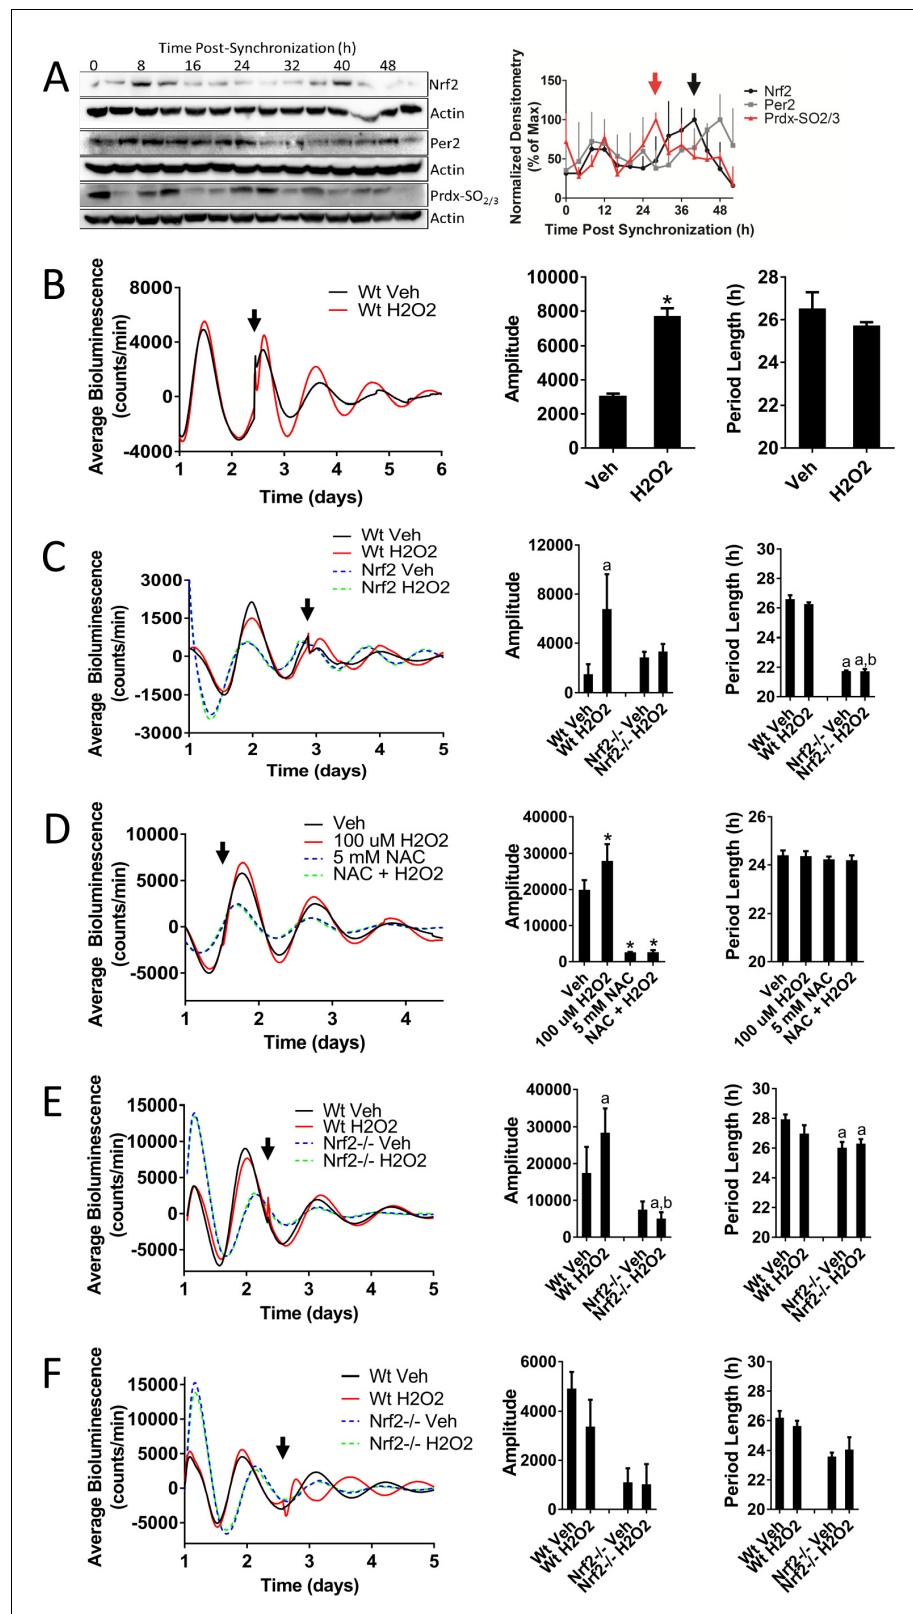 A
Time Post-Synchronization (h)
0 8 16 24 32 40 48
Nrf2
Actin
Per2
Actin
Prdx-SO2/3
Actin
Normalized Densitometry
(% of Max)
150
100
50
0
0 12 24 36 48
Time Post Synchronization (h)
Nrf2
Per2
Prdx-SO2/3
B
Average Bioluminescence
(counts/min)
8000
4000
0
-4000
1 2 3 4 5 6
Time (days)
Wt Veh
Wt H2O2
Amplitude
10000
8000
6000
4000
2000
0
*
Veh
H2O2
Period Length (h)
28
26
24
22
20
Veh
H2O2
C
Average Bioluminescence
(counts/min)
3000
1500
0
-1500
-3000
1 2 3 4 5
Time (days)
Wt Veh
Wt H2O2
Nrf2 Veh
Nrf2 H2O2
Amplitude
12000
8000
4000
0
a
Wt Veh
Wt H2O2
Nrf2-/- Veh
Nrf2-/- H2O2
Period Length (h)
30
28
26
24
22
20
a a,b
Wt Veh
Wt H2O2
Nrf2-/- Veh
Nrf2-/- H2O2
D
Average Bioluminescence
(counts/min)
10000
5000
0
-5000
1 2 3 4
Time (days)
Veh
100 uM H2O2
5 mM NAC
NAC + H2O2
Amplitude
40000
30000
20000
10000
0
* * *
Veh
100 uM H2O2
5 mM NAC
NAC + H2O2
Period Length (h)
26
24
22
20
Veh
100 uM H2O2
5 mM NAC
NAC + H2O2
E
Average Bioluminescence
(counts/min)
15000
10000
5000
0
-5000
1 2 3 4 5
Time (days)
Wt Veh
Wt H2O2
Nrf2-/- Veh
Nrf2-/- H2O2
Amplitude
40000
30000
20000
10000
0
a a,b
Wt Veh
Wt H2O2
Nrf2-/- Veh
Nrf2-/- H2O2
Period Length (h)
30
28
26
24
22
20
a a
Wt Veh
Wt H2O2
Nrf2-/- Veh
Nrf2-/- H2O2
F
Average Bioluminescence
(counts/min)
15000
10000
5000
0
-5000
1 2 3 4 5
Time (days)
Wt Veh
Wt H2O2
Nrf2-/- Veh
Nrf2-/- H2O2
Amplitude
6000
4000
2000
0
Wt Veh
Wt H2O2
Nrf2-/- Veh
Nrf2-/- H2O2
Period Length (h)
28
26
24
22
20
Wt Veh
Wt H2O2
Nrf2-/- Veh
Nrf2-/- H2O2